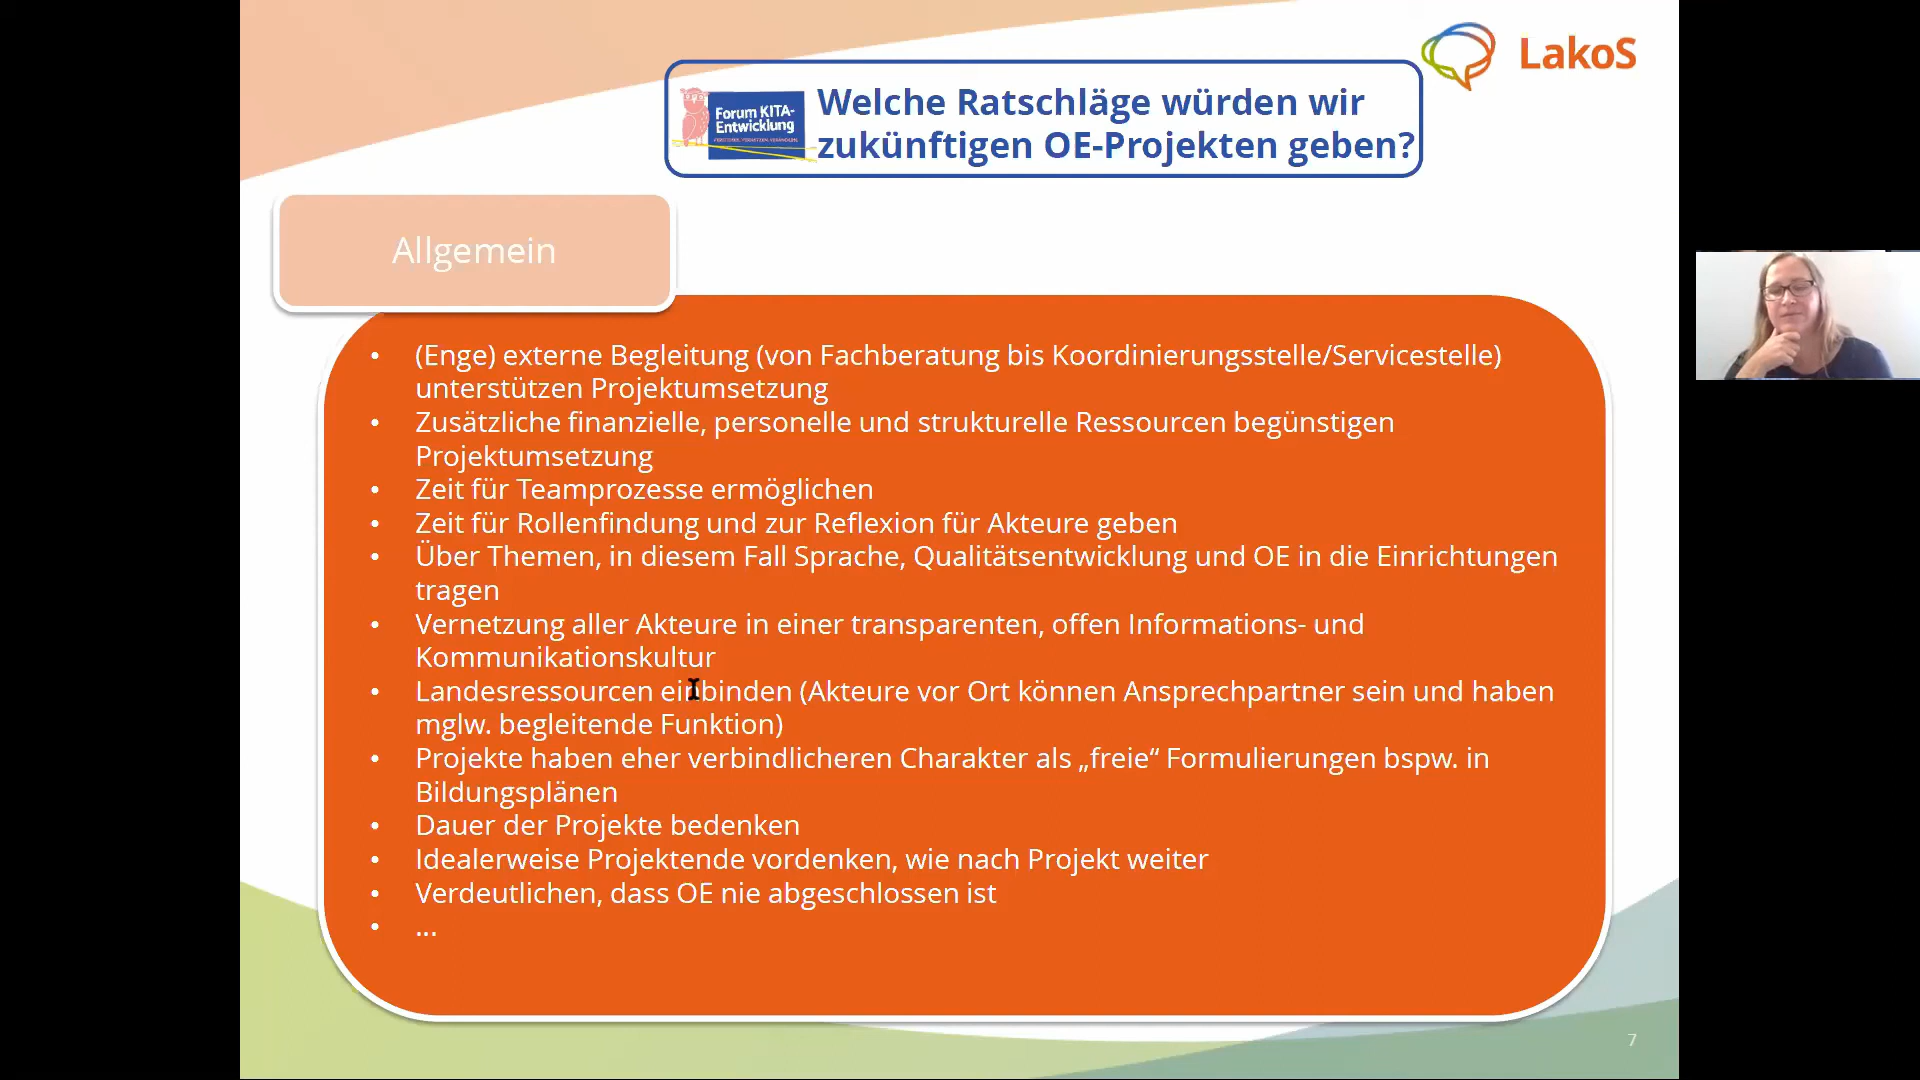 LakoS
Forum KITA-
Entwicklung
Welche Ratschläge würden wir
zukünftigen OE-Projekten geben?
Allgemein
• (Enge) externe Begleitung (von Fachberatung bis Koordinierungsstelle/Servicestelle)
unterstützen Projektumsetzung
• Zusätzliche finanzielle, personelle und strukturelle Ressourcen begünstigen
Projektumsetzung
• Zeit für Teamprozesse ermöglichen
• Zeit für Rollenfindung und zur Reflexion für Akteure geben
• Über Themen, in diesem Fall Sprache, Qualitätsentwicklung und OE in die Einrichtungen
tragen
• Vernetzung aller Akteure in einer transparenten, offen Informations- und
Kommunikationskultur
• Landesressourcen einbinden (Akteure vor Ort können Ansprechpartner sein und haben
mglw. begleitende Funktion)
• Projekte haben eher verbindlicheren Charakter als „freie“ Formulierungen bspw. in
Bildungsplänen
• Dauer der Projekte bedenken
• Idealerweise Projektende vordenken, wie nach Projekt weiter
• Verdeutlichen, dass OE nie abgeschlossen ist
• ...
7